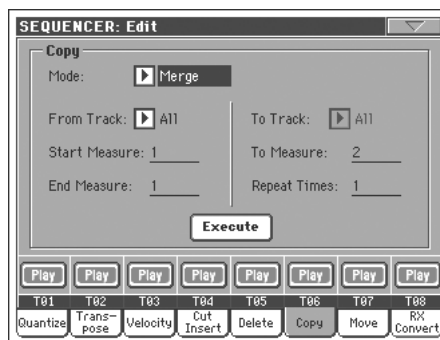 SEQUENCER: Edit
Copy
Mode: Merge
From Track: All To Track: All
Start Measure: 1 To Measure: 2
End Measure: 1 Repeat Times: 1
Execute
Play Play Play Play Play Play Play Play
T01 T02 T03 T04 T05 T06 T07 T08
Quantize Trans- pose Velocity Cut Insert Delete Copy Move RX Convert